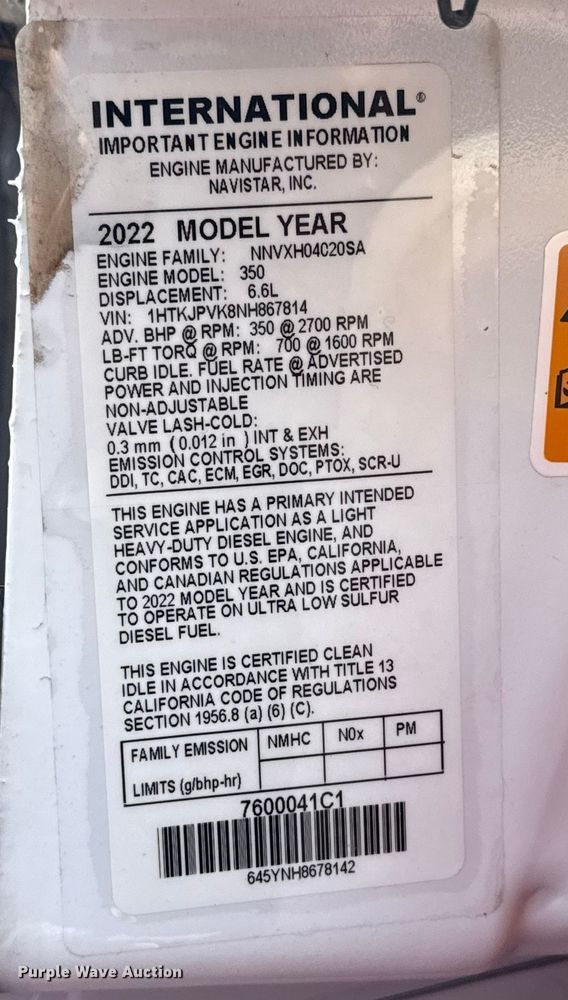 INTERNATIONAL®
IMPORTANT ENGINE INFORMATION
ENGINE MANUFACTURED BY:
NAVISTAR, INC.
2022 MODEL YEAR
ENGINE FAMILY: NNVXH04020SA
ENGINE MODEL: 350
DISPLACEMENT: 6.6L
VIN: 1HTKJPVK8NH867814
ADV. BHP @ RPM: 350 @ 2700 RPM
LB-FT TORQ @ RPM: 700 @ 1600 RPM
CURB IDLE. FUEL RATE @ ADVERTISED
POWER AND INJECTION TIMING ARE
NON-ADJUSTABLE
VALVE LASH-COLD:
0.3 mm (0.012 in ) INT & EXH
EMISSION CONTROL SYSTEMS:
DDI, TC, CAC, ECM, EGR, DOC, PTOX, SCR-U
THIS ENGINE HAS A PRIMARY INTENDED
SERVICE APPLICATION AS A LIGHT
HEAVY-DUTY DIESEL ENGINE, AND
CONFORMS TO U.S. EPA, CALIFORNIA,
AND CANADIAN REGULATIONS APPLICABLE
TO 2022 MODEL YEAR AND IS CERTIFIED
TO OPERATE ON ULTRA LOW SULFUR
DIESEL FUEL.
THIS ENGINE IS CERTIFIED CLEAN
IDLE IN ACCORDANCE WITH TITLE 13
CALIFORNIA CODE OF REGULATIONS
SECTION 1956.8 (a) (6) (C).
FAMILY EMISSION NMHC N0x PM
LIMITS (g/bhp-hr)
7600041C1
645YNH8678142
Purple Wave Auction